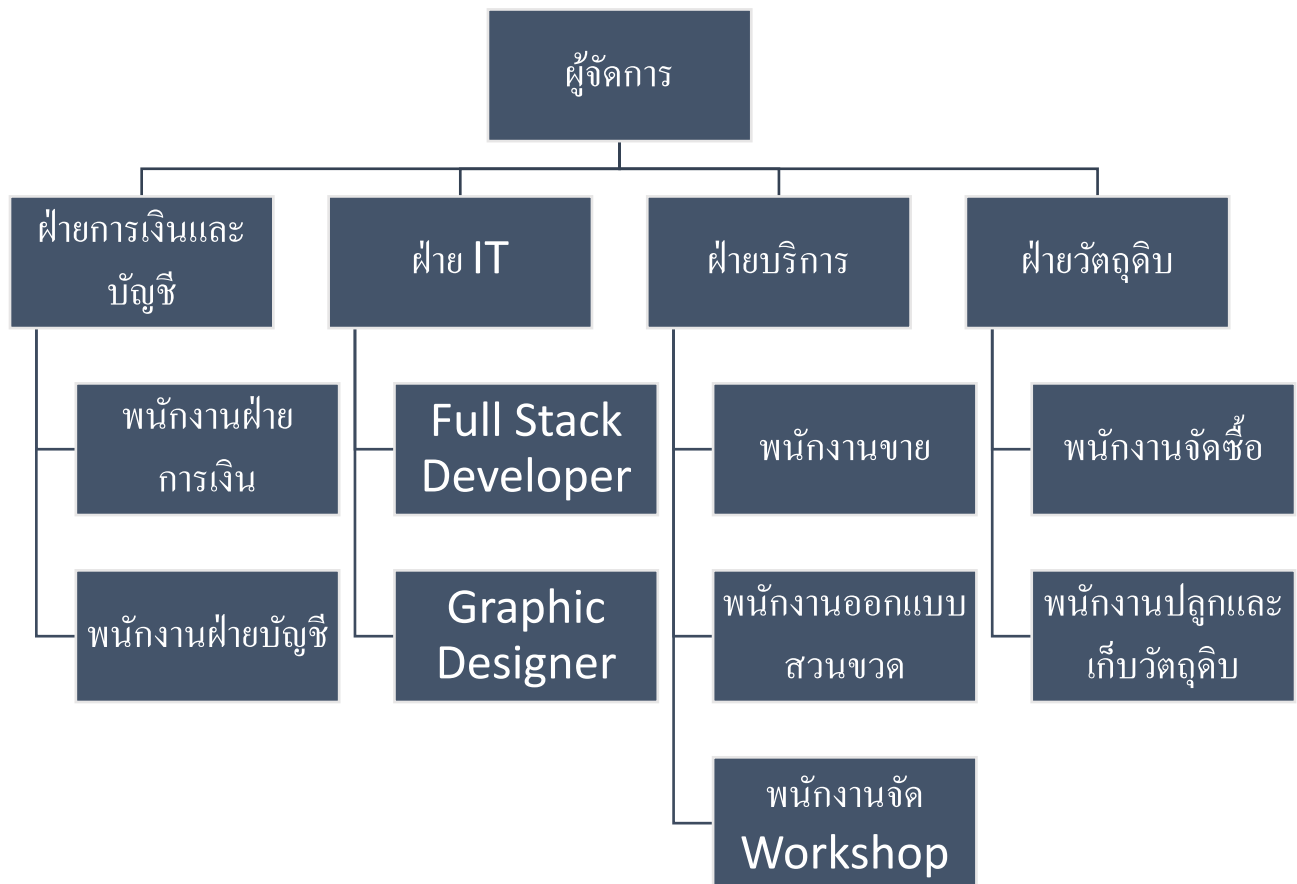 ผู้จัดการ
ฝ่ายการเงินและ
บัญชี
ฝ่าย IT
ฝ่ายบริการ
ฝ่ายวัตถุดิบ
พนักงานฝ่าย
การเงิน
Full Stack
Developer
พนักงานขาย
พนักงานจัดซื้อ
พนักงานฝ่ายบัญชี
Graphic
Designer
พนักงานออกแบบ
สวนขวด
พนักงานปลูกและ
เก็บวัตถุดิบ
พนักงานจัด
Workshop